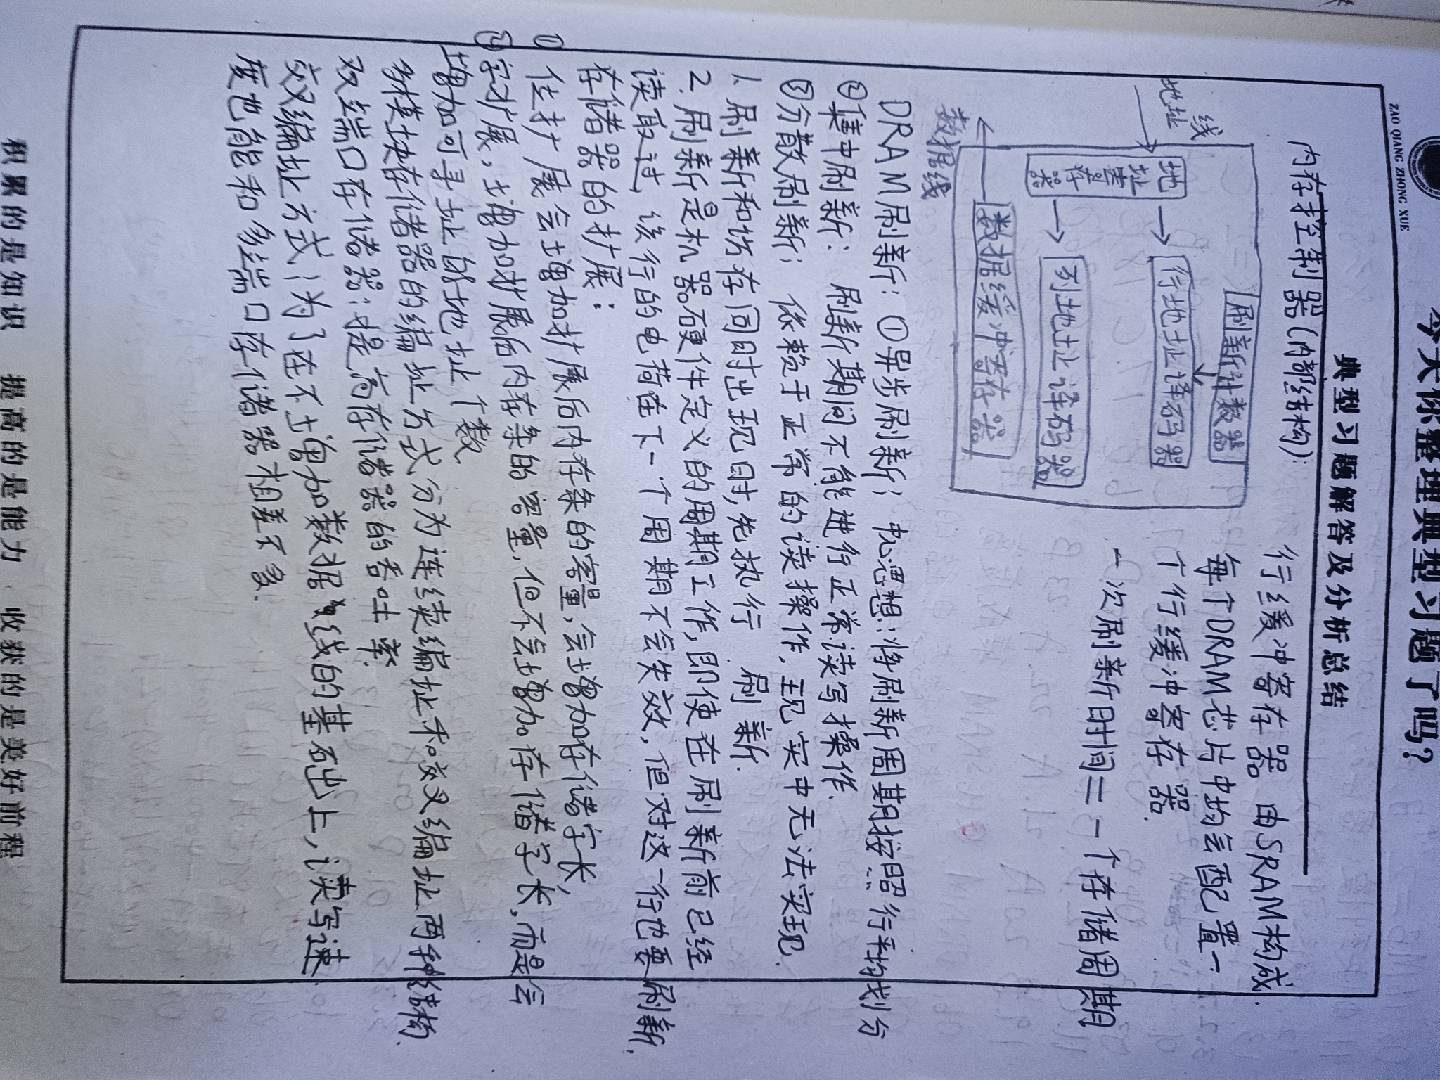 今天你整理典型习题了吗？
ZAO QIANG ZHONG XUE
典型习题解答及分析总结
内存控制器(内部结构):
刷新计数器
线
地址
地址寄存器
行地址译码器
列地址译码器
数据缓冲寄存器
数据线
行缓冲寄存器 由SRAM构成.
每个DRAM芯片中均会配置一
个行缓冲寄存器.
一次刷新时间=一个存储周期
DRAM刷新: ①异步刷新; 中心思想:将刷新周期按照行平均划分
②集中刷新: 刷新期间不能进行正常读写操作.
③分散刷新; 依赖于正常的读操作, 现实中无法实现.
1. 刷新和访存同时出现时,先执行 刷新.
2. 刷新是机器硬件定义的周期工作,即使在刷新前已经
读取过, 该行的电荷在下一个周期不会失效, 但对这一行也要刷新.
存储器的扩展:
① 位扩展会增加扩展后内存条的容量,会增加存储字长,
②字扩展, 增加扩展后内存条的容量, 但不会增加存储字长, 而是会
增加可寻址的地址个数.
多模块存储器的编址方式分为连续编址和交叉编址两种结构.
双端口存储器:提高存储器的吞吐率.
交叉编址方式;为了在不增加数据线的基础上,读写速
度也能和多端口存储器相差不多.
积累的是知识 提高的是能力 收获的是美好前程